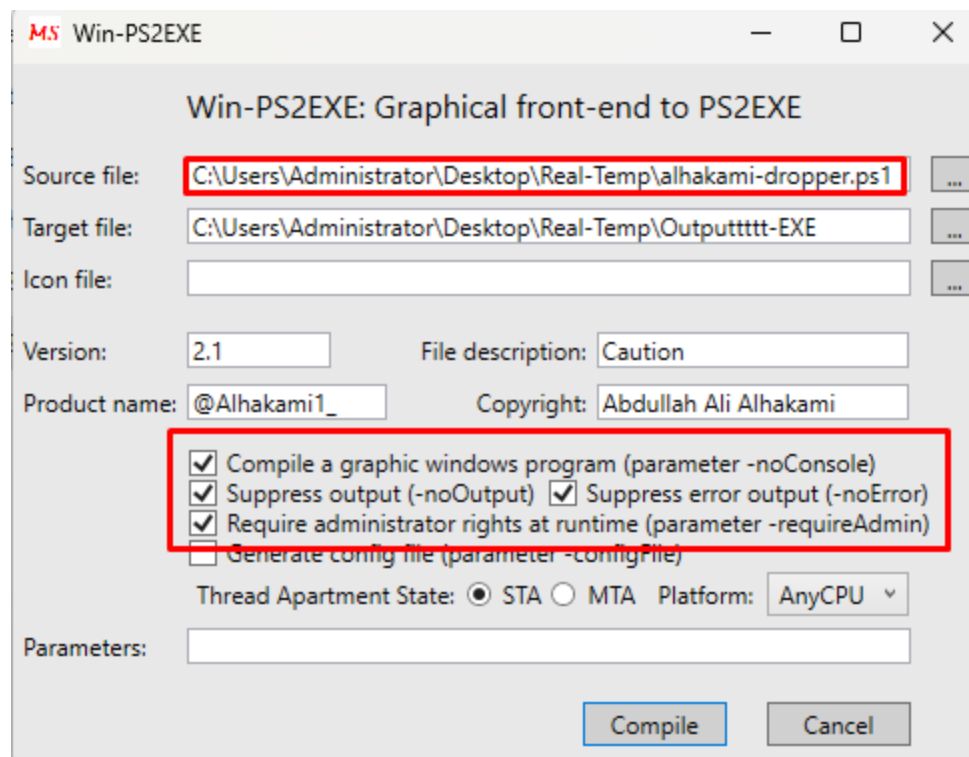 MS Win-PS2EXE
Win-PS2EXE: Graphical front-end to PS2EXE
Source file: C:\Users\Administrator\Desktop\Real-Temp\alhakami-dropper.ps1 ...
Target file: C:\Users\Administrator\Desktop\Real-Temp\Outputtttt-EXE ...
Icon file: ...
Version: 2.1 File description: Caution
Product name: @Alhakami1_ Copyright: Abdullah Ali Alhakami
Compile a graphic windows program (parameter -noConsole)
Suppress output (-noOutput) Suppress error output (-noError)
Require administrator rights at runtime (parameter -requireAdmin)
Generate config file (parameter -configFile)
Thread Apartment State: STA MTA Platform: AnyCPU
Parameters:
Compile Cancel